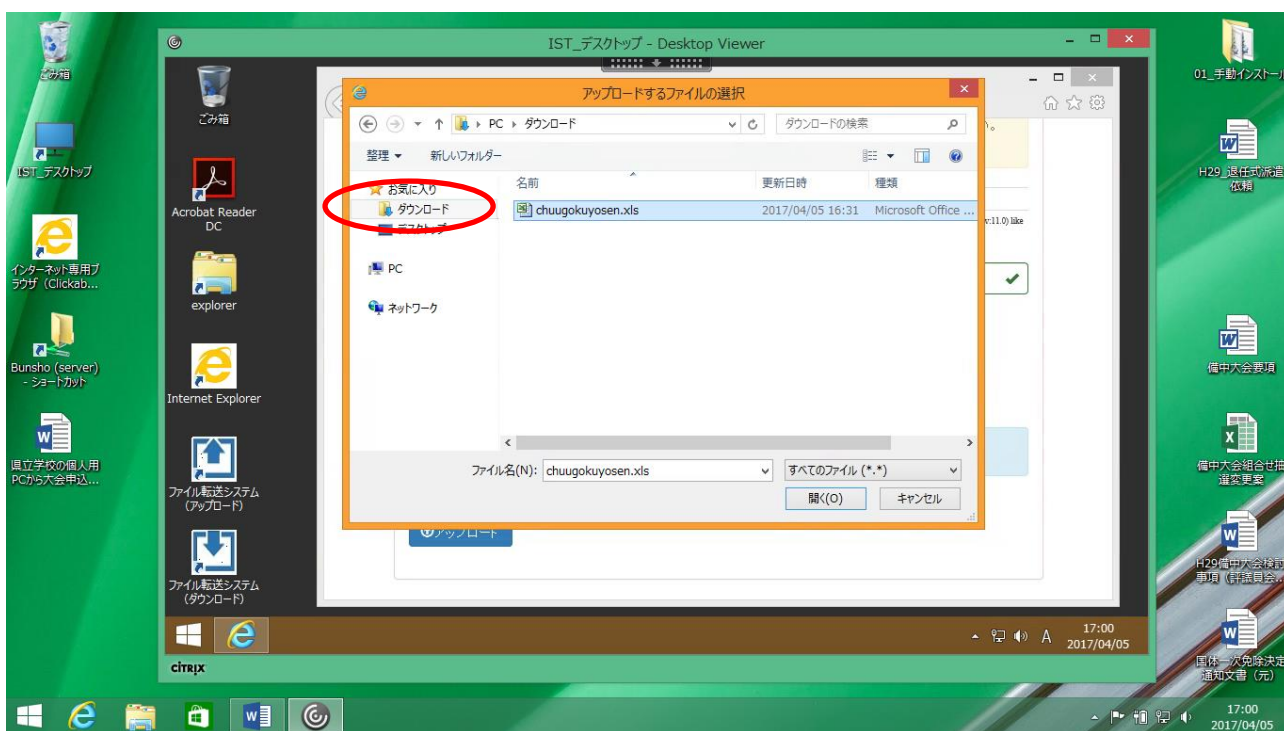 ごみ箱
IST_デスクトップ
インターネット専用ブ
ラウザ（Clickab...
Bunsho (server)
- ショートカット
県立学校の個人用
PCから大会申込...
IST_デスクトップ - Desktop Viewer
ごみ箱
Acrobat Reader
DC
explorer
Internet Explorer
ファイル転送システム
（アップロード）
ファイル転送システム
（ダウンロード）
アップロードするファイルの選択
PC ▸ ダウンロード
ダウンロードの検索
整理 ▼ 新しいフォルダー
名前 更新日時 種類
お気に入り
ダウンロード
デスクトップ
PC
ネットワーク
chuugokuyosen.xls 2017/04/05 16:31 Microsoft Office ...
v:11.0) like
ファイル名(N): chuugokuyosen.xls すべてのファイル (*.*)
開く(O) キャンセル
アップロード
A 17:00
2017/04/05
CITRIX
01_手動インストール
H29_退任式派遣
依頼
備中大会要項
備中大会組合せ抽
選変更案
H29備中大会検討
事項（評議員会...
国体一次免除決定
通知文書（元）
17:00
2017/04/05